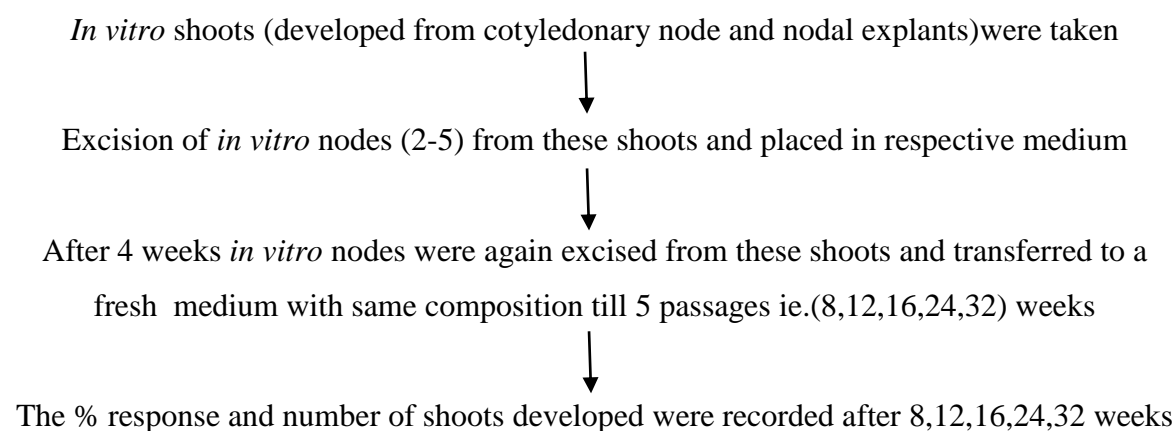 In vitro shoots (developed from cotyledonary node and nodal explants)were taken
Excision of in vitro nodes (2-5) from these shoots and placed in respective medium
After 4 weeks in vitro nodes were again excised from these shoots and transferred to a
fresh medium with same composition till 5 passages ie.(8,12,16,24,32) weeks
The % response and number of shoots developed were recorded after 8,12,16,24,32 weeks